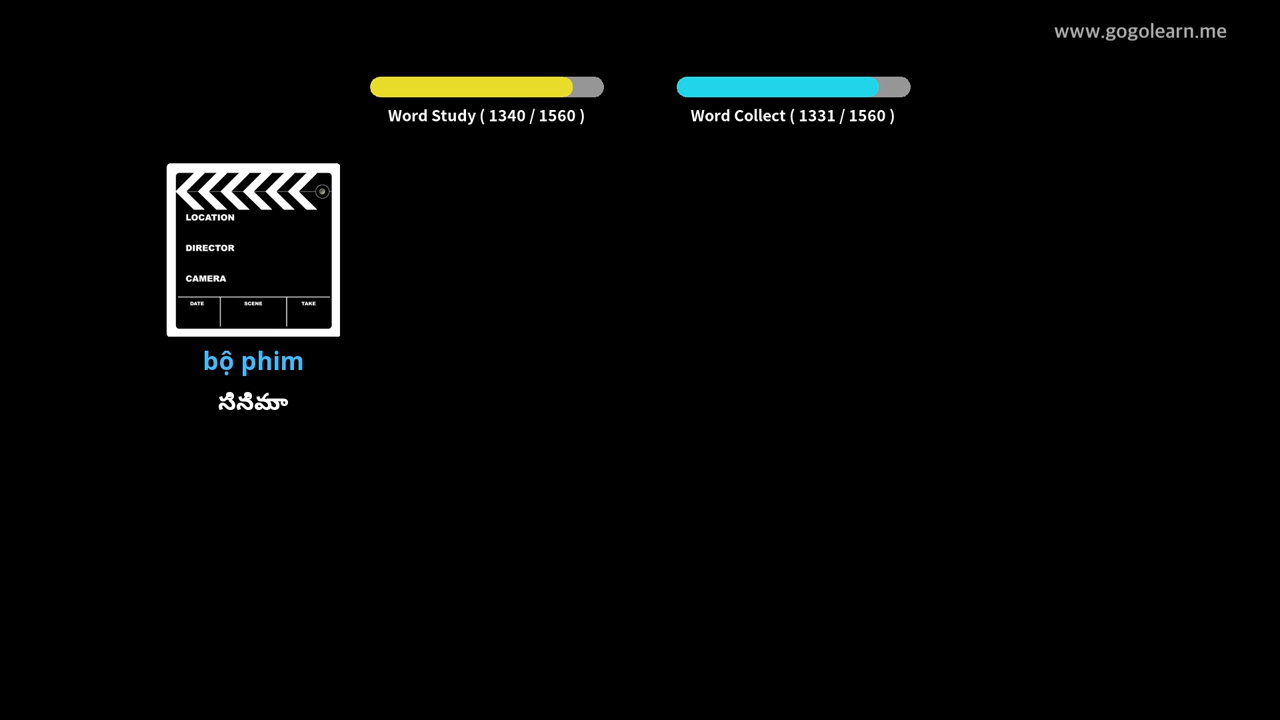 www.gogolearn.me
Word Study ( 1340 / 1560 )
Word Collect ( 1331 / 1560 )
LOCATION
DIRECTOR
CAMERA
DATE SCENE TAKE
bộ phim
సినిమా